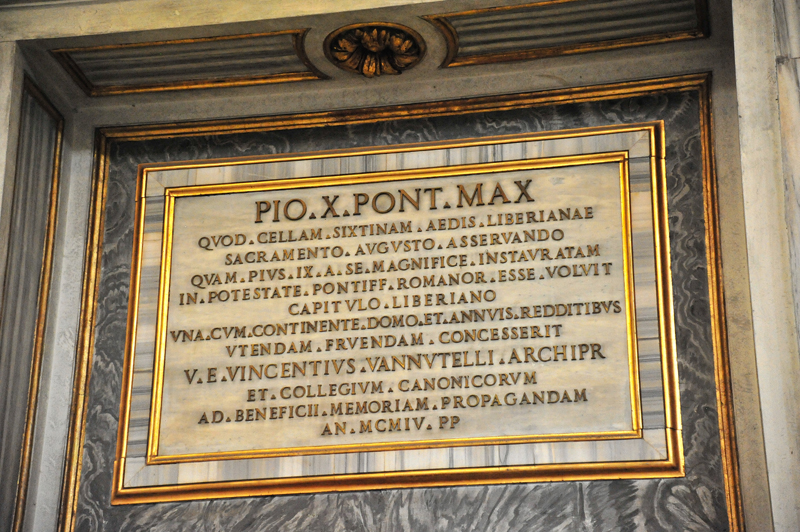 PIO.X.PONT.MAX
QVOD.CELLAM.SIXTINAM.AEDIS.LIBERIANAE
SACRAMENTO.AVGVSTO.ASSERVANDO
QVAM.PIVS.IX.A.SE.MAGNIFICE.INSTAVRATAM
IN.POTESTATE.PONTIFF.ROMANOR.ESSE.VOLVIT
CAPITVLO.LIBERIANO
VNA.CVM.CONTINENTE.DOMO.ET.ANNVIS.REDDITIBVS
VTENDAM.FRVENDAM.CONCESSERIT
V.E.VINCENTIVS.VANNVTELLI.ARCHIPR
ET.COLLEGIVM.CANONICORVM
AD.BENEFICII.MEMORIAM.PROPAGANDAM
AN.MCMIV.PP